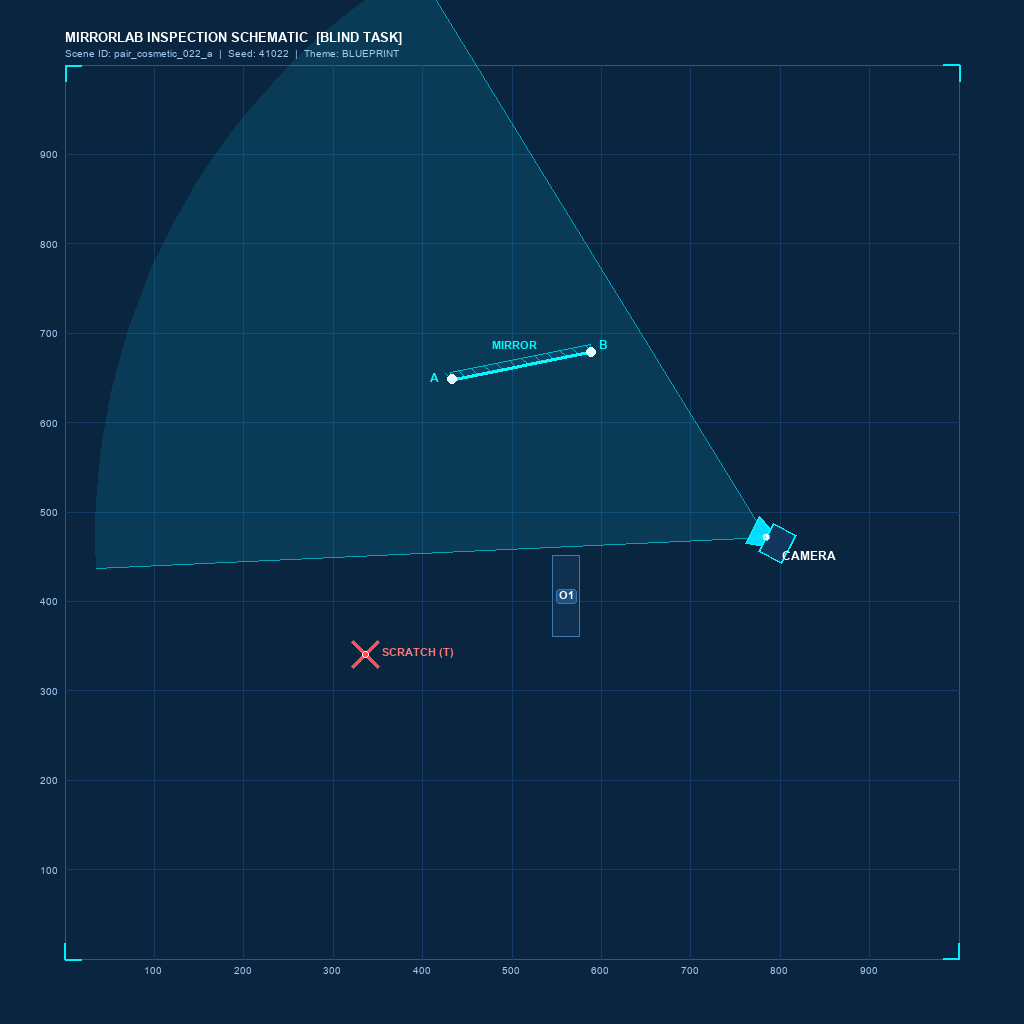 MIRRORLAB INSPECTION SCHEMATIC [BLIND TASK]
Scene ID: pair_cosmetic_022_a | Seed: 41022 | Theme: BLUEPRINT
900
800
700
MIRROR
B
A
600
500
CAMERA
400
O1
SCRATCH (T)
300
200
100
100 200 300 400 500 600 700 800 900